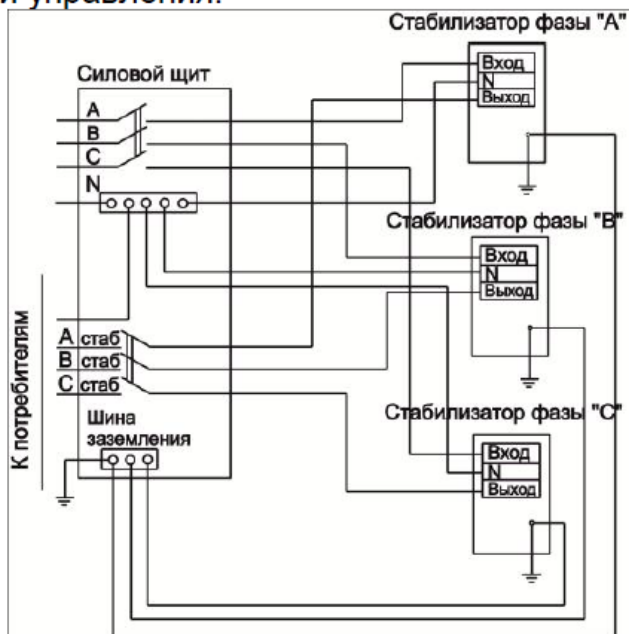 и управления.
Стабилизатор фазы "А"
Силовой щит
Вход
N
Выход
А
В
С
N
Стабилизатор фазы "В"
Вход
N
Выход
К потребителям
А стаб
В стаб
С стаб
Стабилизатор фазы "С"
Шина
заземления
Вход
N
Выход